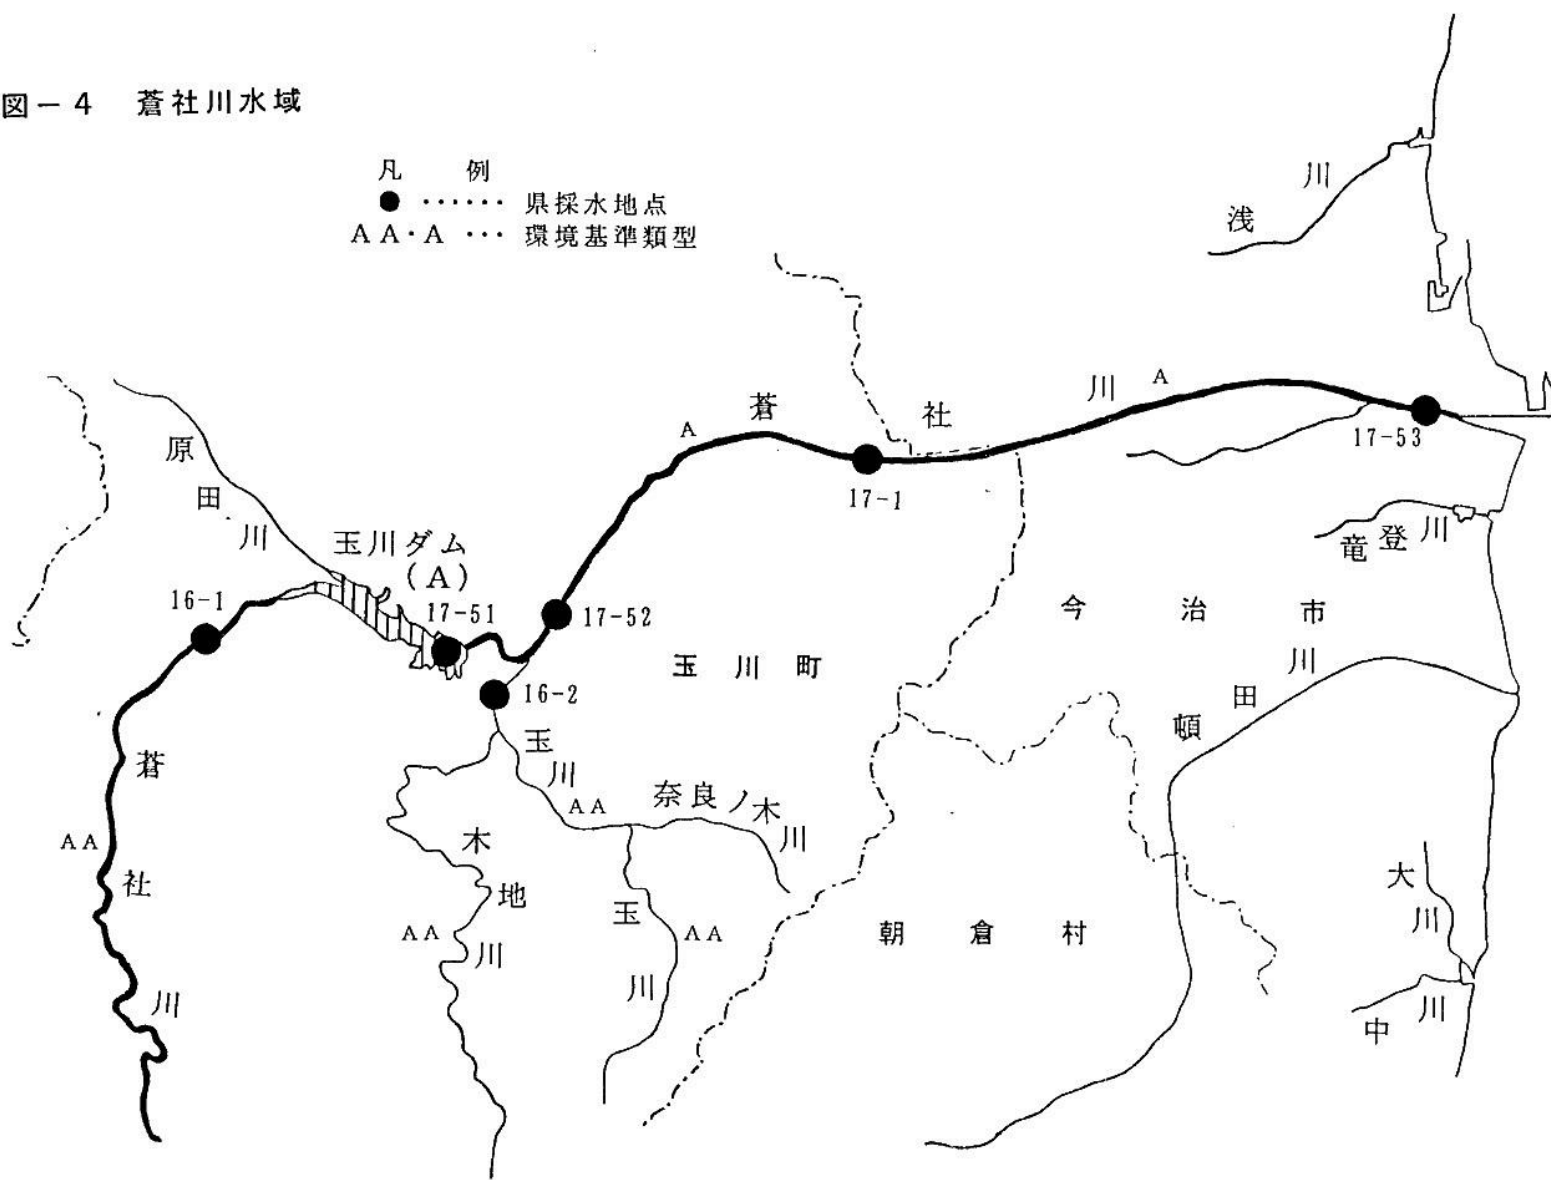 図－4 蒼社川水域
凡 例
● ‥‥‥ 県採水地点
AA・A … 環境基準類型
浅川
蒼社川
A
A
17-53
17-1
原田川
玉川ダム
(A)
16-1
17-51
17-52
16-2
竜登川
今治市
玉川町
頓田川
蒼社川
AA
玉川
AA
奈良ノ木川
木地川
AA
玉川
AA
朝倉村
大川
中川